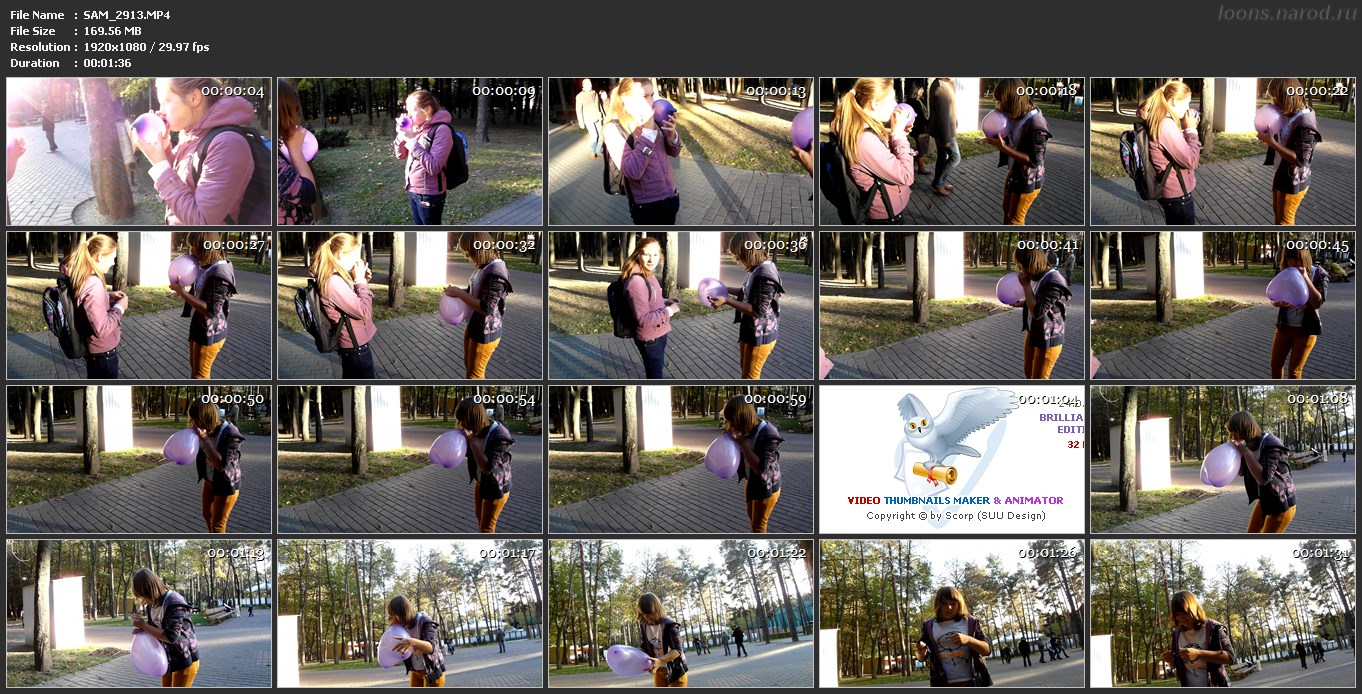 File Name : SAM_2913.MP4
loons.narod.ru
File Size : 169.56 MB
Resolution : 1920x1080 / 29.97 fps
Duration : 00:01:36
00:00:04
00:00:09
00:00:13
00:00:18
00:00:22
00:00:27
00:00:32
00:00:36
00:00:41
00:00:45
00:00:50
00:00:54
00:00:59
00:01:04
BRILLIA
EDITI
32
VIDEO THUMBNAILS MAKER & ANIMATOR
Copyright © by Scorp (SUU Design)
00:01:08
00:01:13
00:01:17
00:01:22
00:01:26
00:01:31